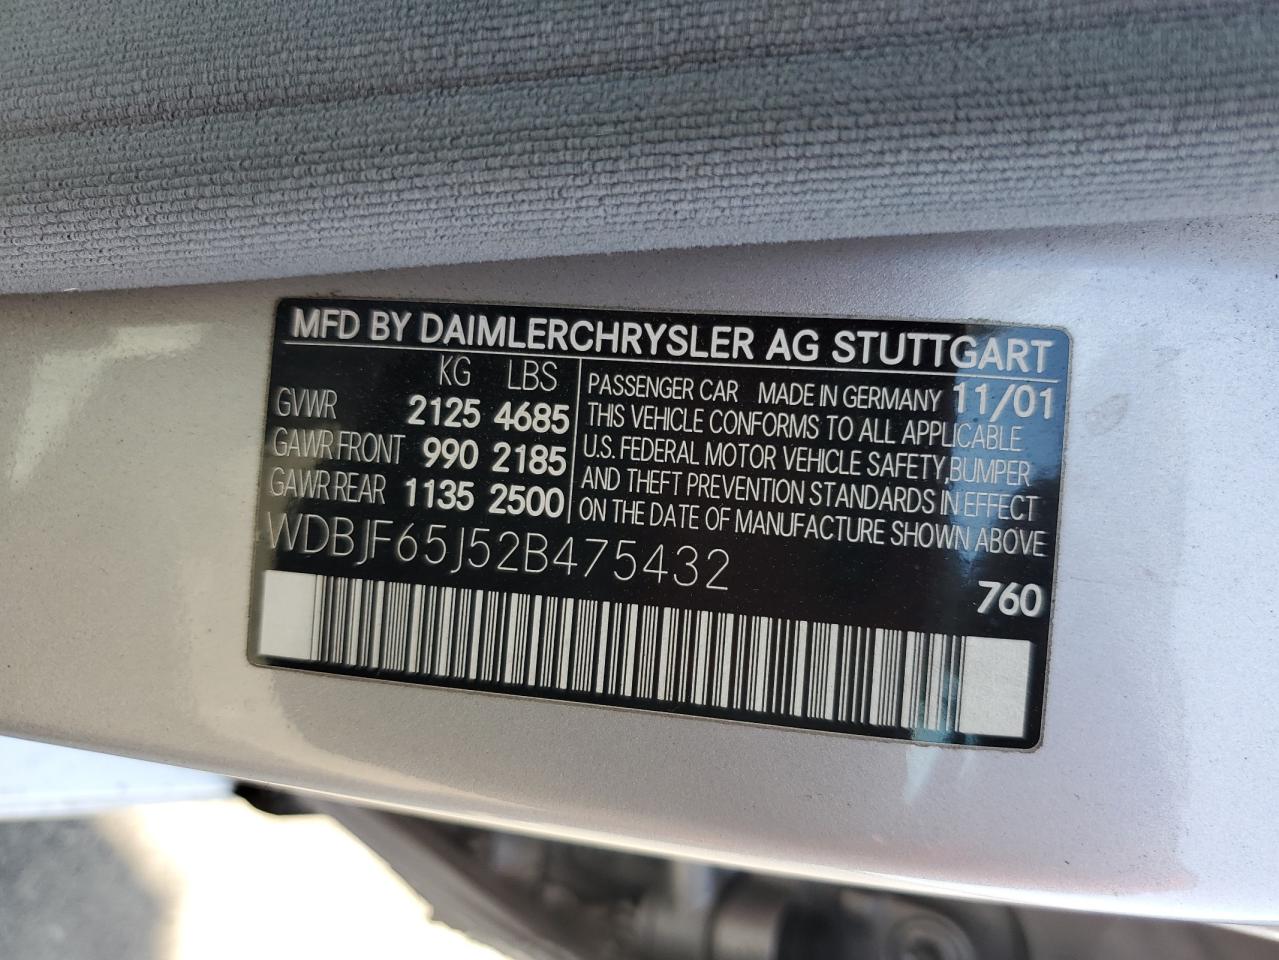 MFD BY DAIMLERCHRYSLER AG STUTTGART
KG LBS
GVWR 2125 4685
GAWR FRONT 990 2185
GAWR REAR 1135 2500
PASSENGER CAR MADE IN GERMANY 11/01
THIS VEHICLE CONFORMS TO ALL APPLICABLE
U.S. FEDERAL MOTOR VEHICLE SAFETY,BUMPER
AND THEFT PREVENTION STANDARDS IN EFFECT
ON THE DATE OF MANUFACTURE SHOWN ABOVE
WDBJF65J52B475432
760